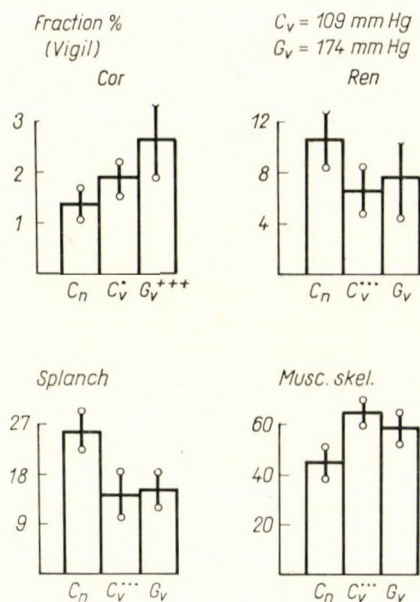 Fraction %
(Vigil)
C_v = 109 mm Hg
G_v = 174 mm Hg
Cor
3
2
1
C_n C_v^• G_v^+++
Ren
12
8
4
C_n C_v^••• G_v
Splanch
27
18
9
C_n C_v^••• G_v
Musc. skel.
60
40
20
C_n C_v^••• G_v